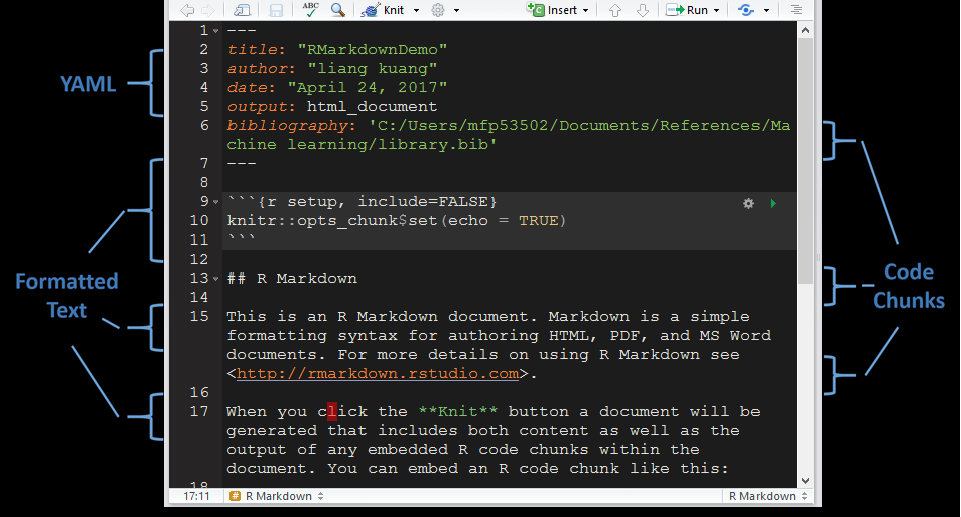 ABC Knit Insert Run
1 ---
2 title: "RMarkdownDemo"
3 author: "liang kuang"
4 date: "April 24, 2017"
5 output: html_document
6 bibliography: 'C:/Users/mfp53502/Documents/References/Ma
chine learning/library.bib'
7 ---
8
9 ```{r setup, include=FALSE}
10 knitr::opts_chunk$set(echo = TRUE)
11 ```
12
13 ## R Markdown
14
15 This is an R Markdown document. Markdown is a simple
formatting syntax for authoring HTML, PDF, and MS Word
documents. For more details on using R Markdown see
<http://rmarkdown.rstudio.com>.
16
17 When you click the **Knit** button a document will be
generated that includes both content as well as the
output of any embedded R code chunks within the
document. You can embed an R code chunk like this:
18
17:11 # R Markdown R Markdown
YAML
Formatted
Text
Code
Chunks